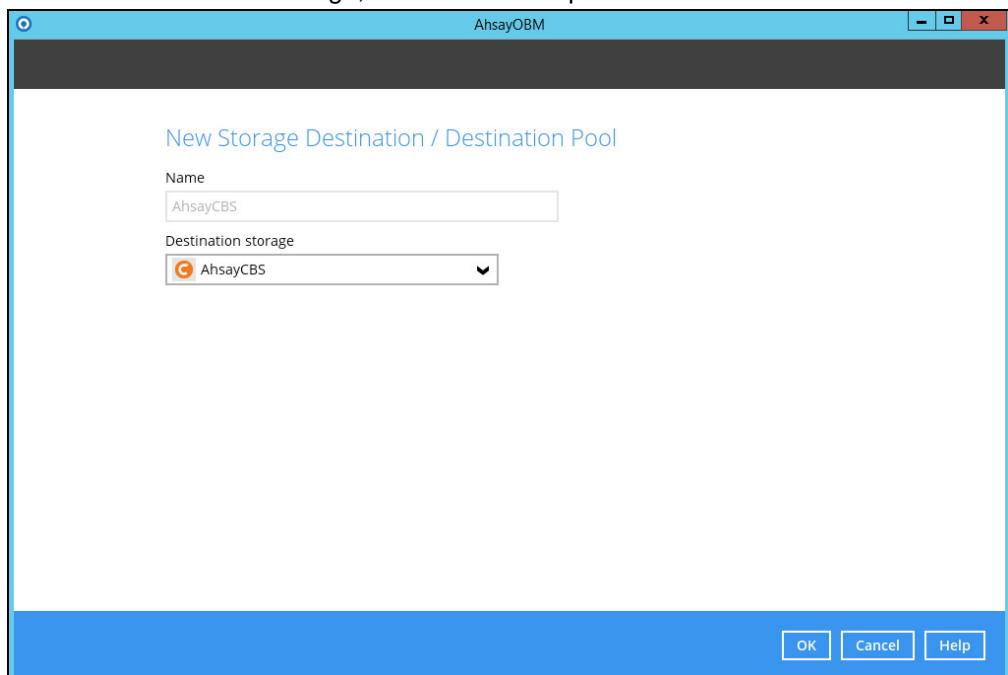 AhsayOBM
New Storage Destination / Destination Pool
Name
AhsayCBS
Destination storage
AhsayCBS
OK Cancel Help